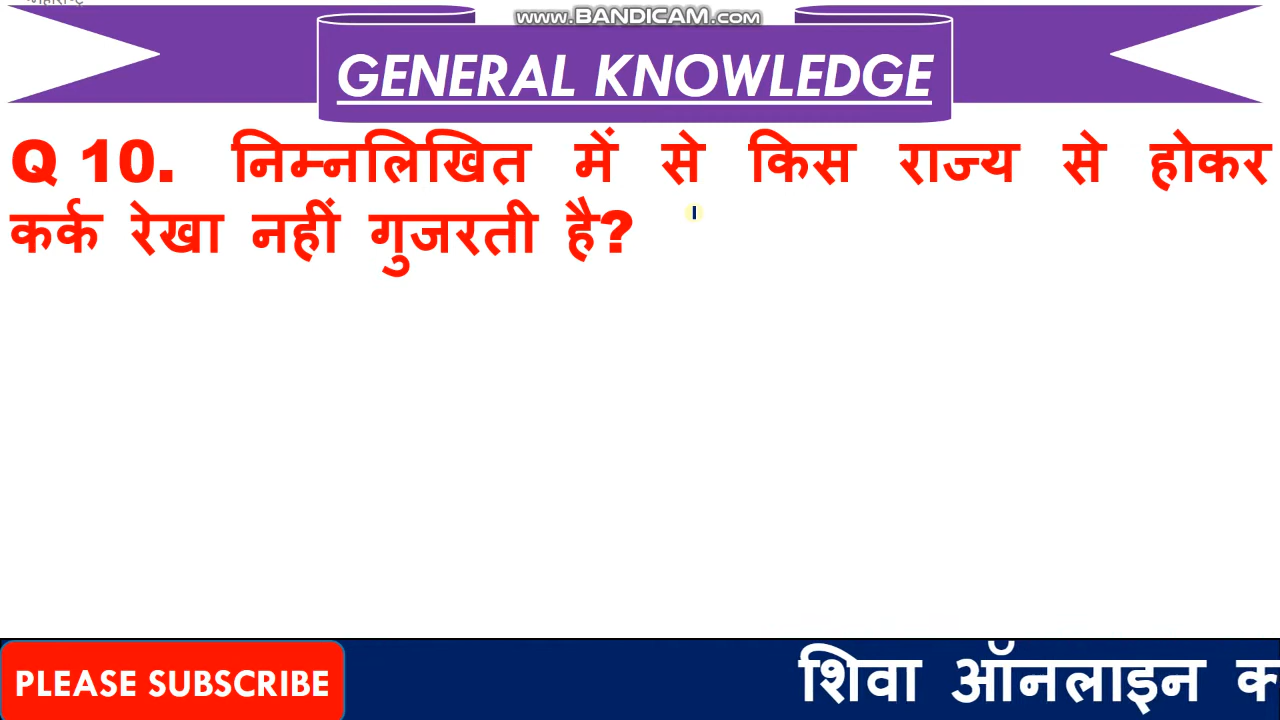 www.BANDICAM.com
GENERAL KNOWLEDGE
Q 10. निम्नलिखित में से किस राज्य से होकर
कर्क रेखा नहीं गुजरती है?
PLEASE SUBSCRIBE
शिवा ऑनलाइन